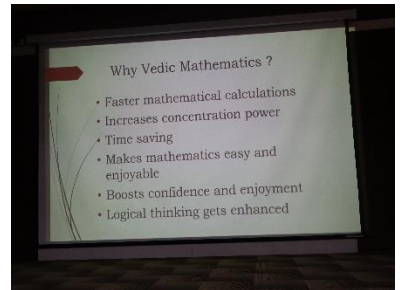 Why Vedic Mathematics ?
• Faster mathematical calculations
• Increases concentration power
• Time saving
• Makes mathematics easy and
enjoyable
• Boosts confidence and enjoyment
• Logical thinking gets enhanced